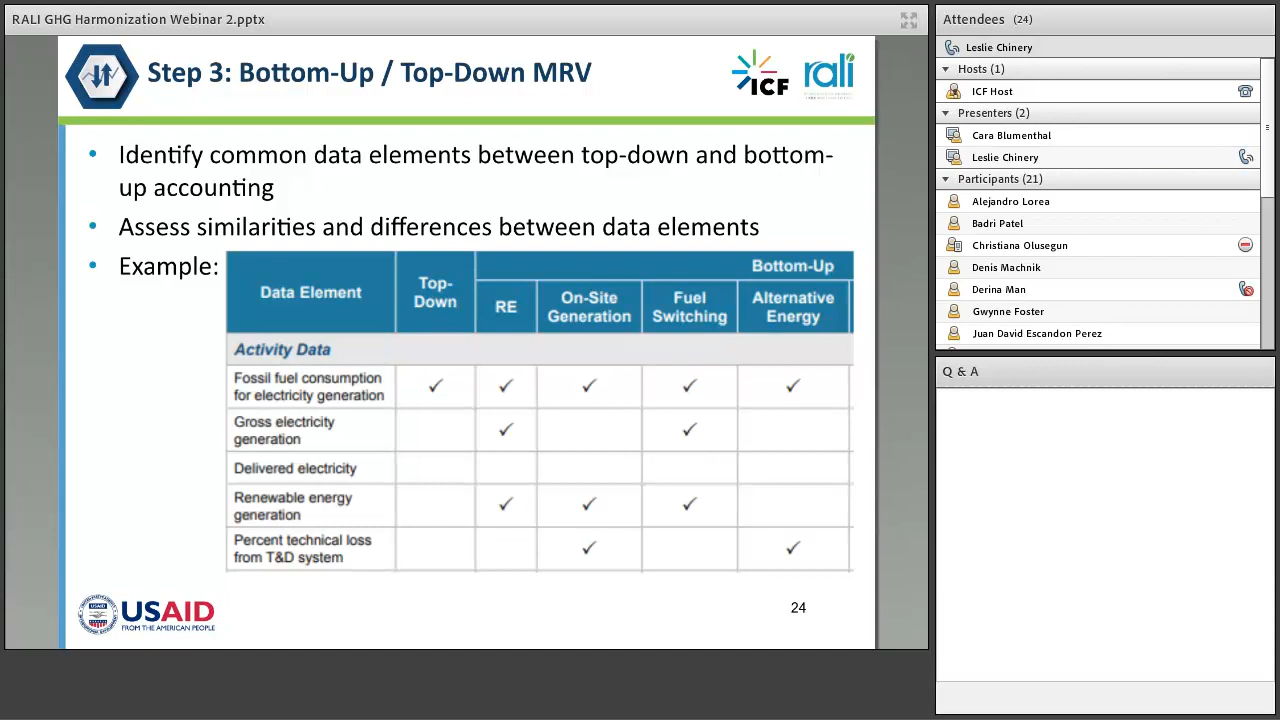 RALI GHG Harmonization Webinar 2.pptx
Step 3: Bottom-Up / Top-Down MRV
ICF
rali
• Identify common data elements between top-down and bottom-
up accounting
• Assess similarities and differences between data elements
• Example:
Data Element
Top-
Down
Bottom-Up
RE
On-Site
Generation
Fuel
Switching
Alternative
Energy
Activity Data
Fossil fuel consumption
for electricity generation
✓ ✓ ✓ ✓ ✓
Gross electricity
generation
✓ ✓
Delivered electricity
Renewable energy
generation
✓ ✓ ✓
Percent technical loss
from T&D system
✓ ✓
USAID
FROM THE AMERICAN PEOPLE
24
Attendees (24)
Leslie Chinery
Hosts (1)
ICF Host
Presenters (2)
Cara Blumenthal
Leslie Chinery
Participants (21)
Alejandro Lorea
Badri Patel
Christiana Olusegun
Denis Machnik
Derina Man
Gwynne Foster
Juan David Escandon Perez
Q & A